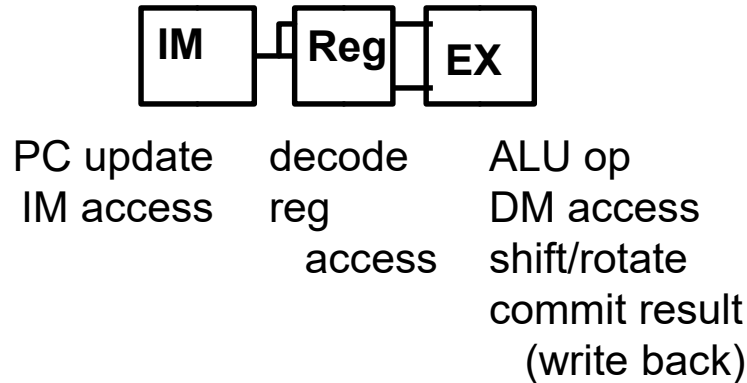 IM Reg EX
PC update decode ALU op
IM access reg DM access
access shift/rotate
commit result
(write back)